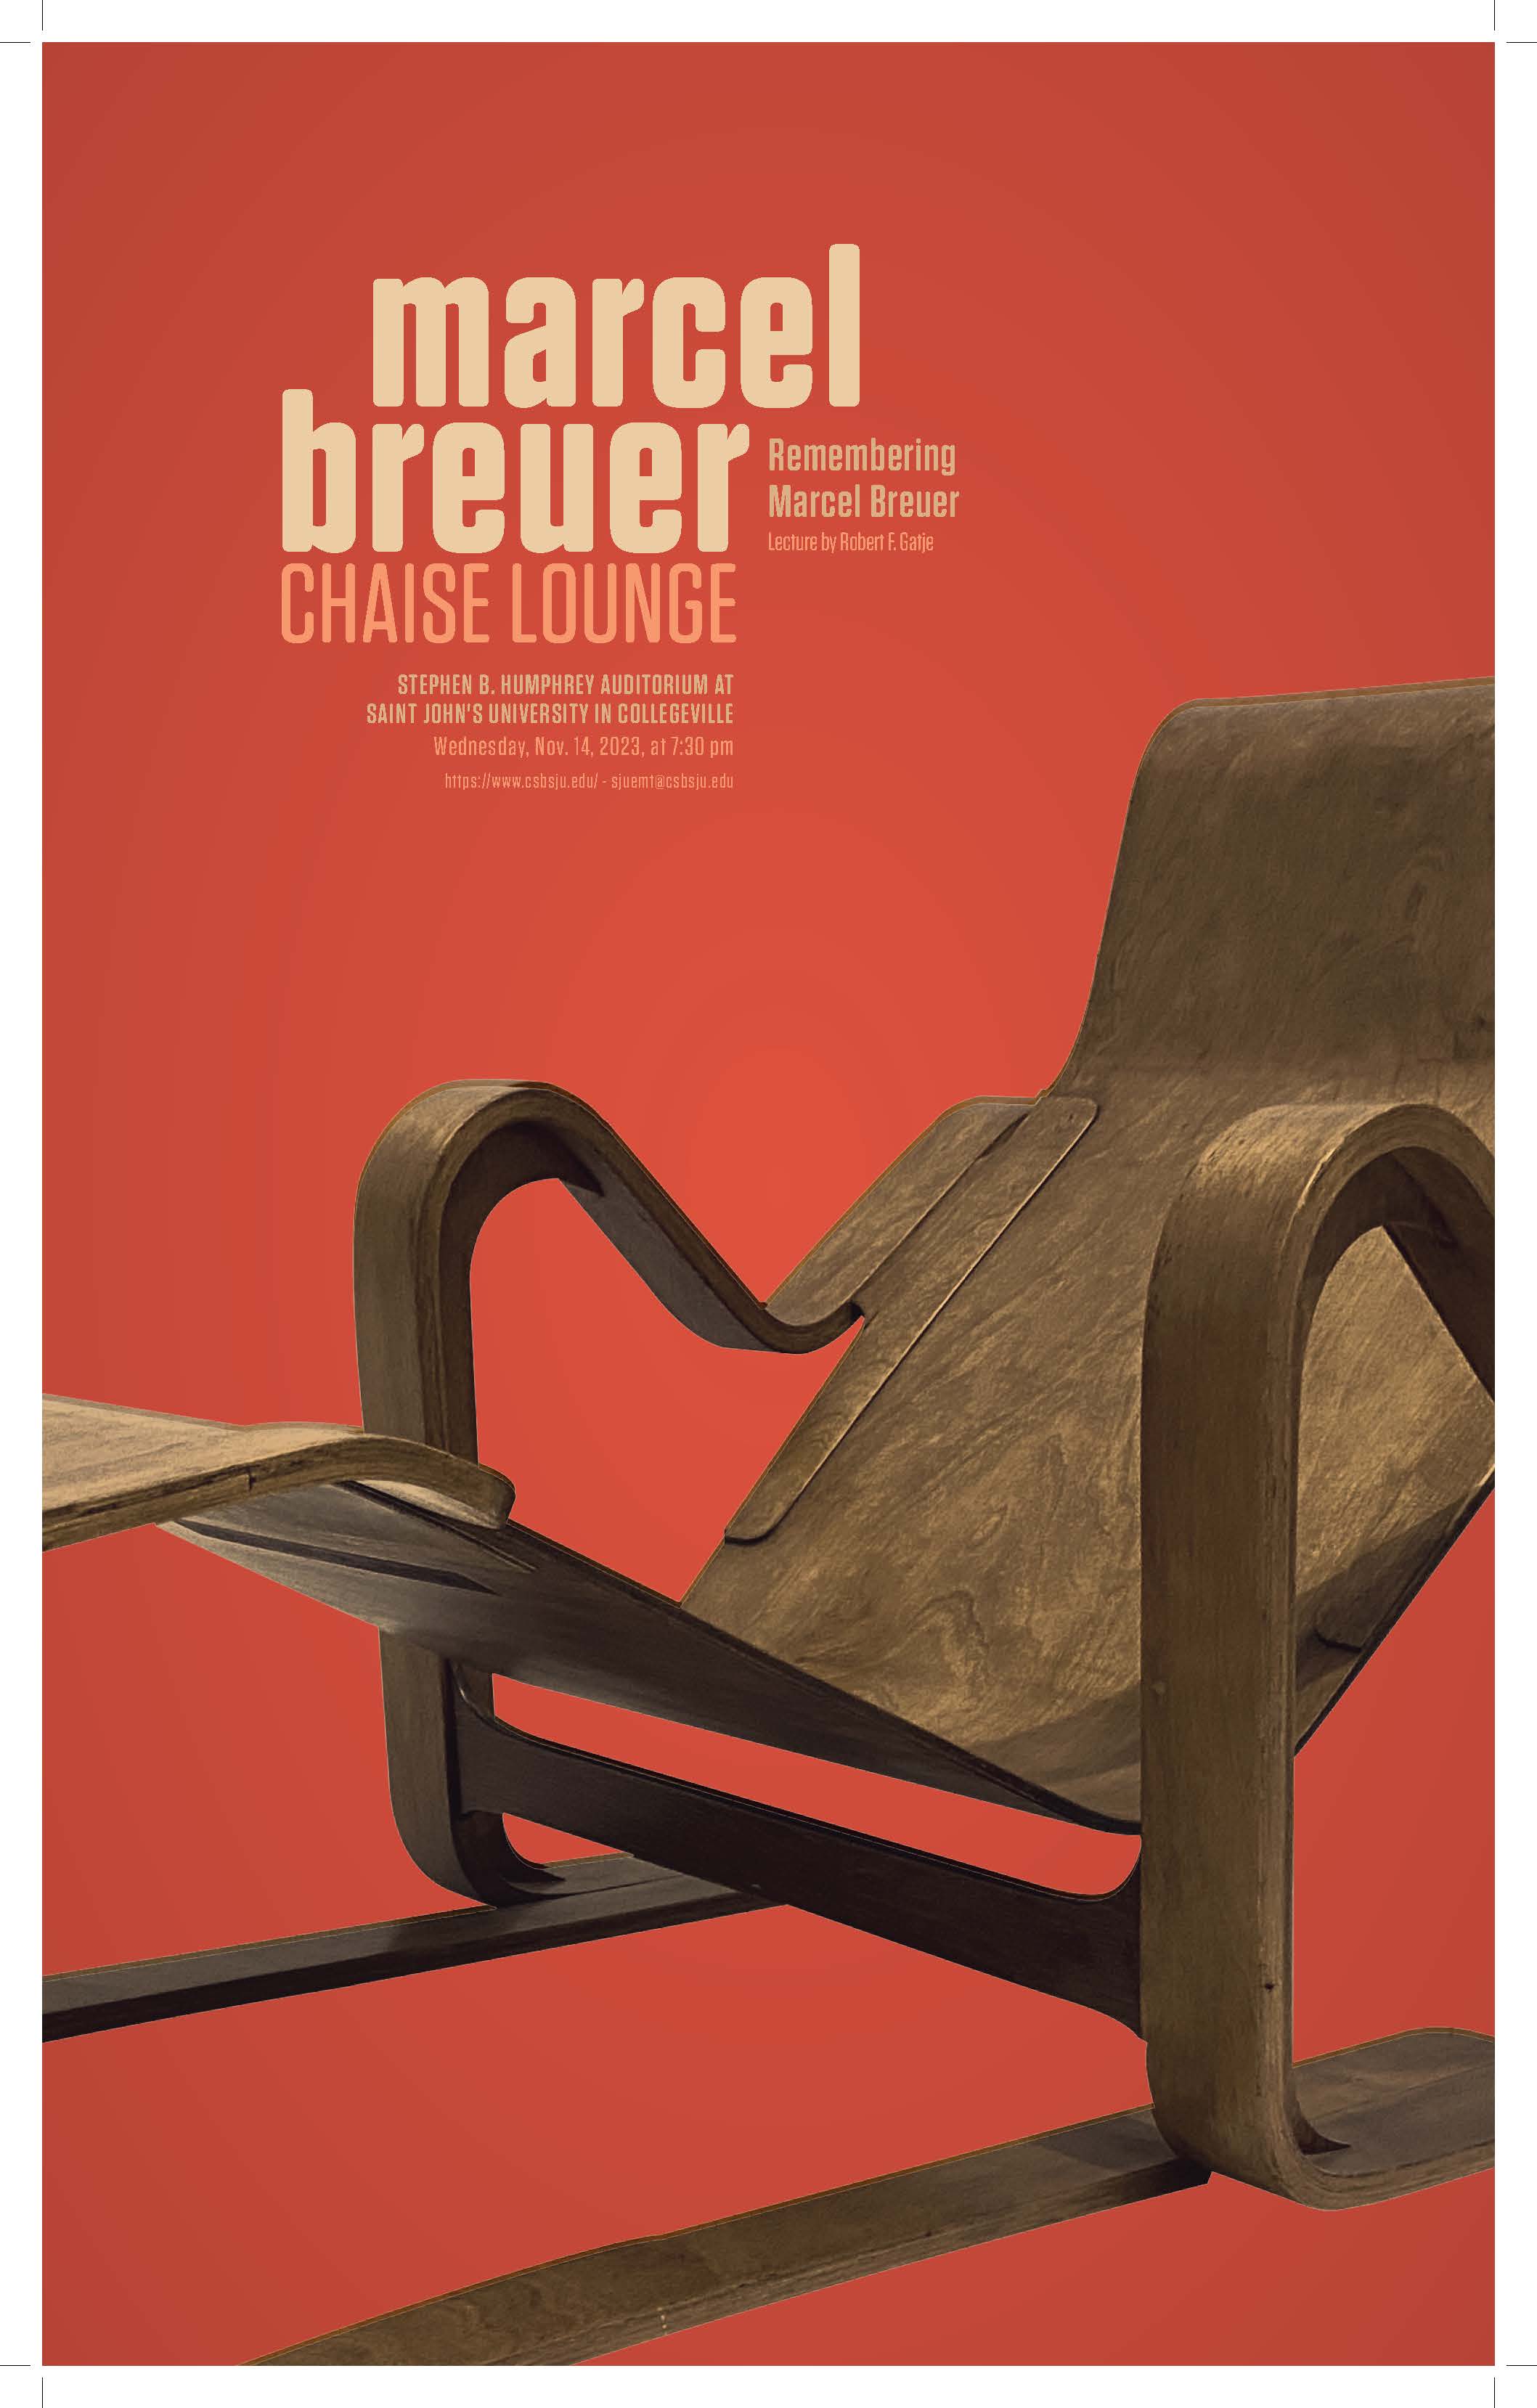 marcel
breuer
Remembering
Marcel Breuer
Lecture by Robert F. Gatje
CHAISE LOUNGE
STEPHEN B. HUMPHREY AUDITORIUM AT
SAINT JOHN'S UNIVERSITY IN COLLEGEVILLE
Wednesday, Nov. 14, 2023, at 7:30 pm
https://www.csbsju.edu/ - sjuemt@csbsju.edu